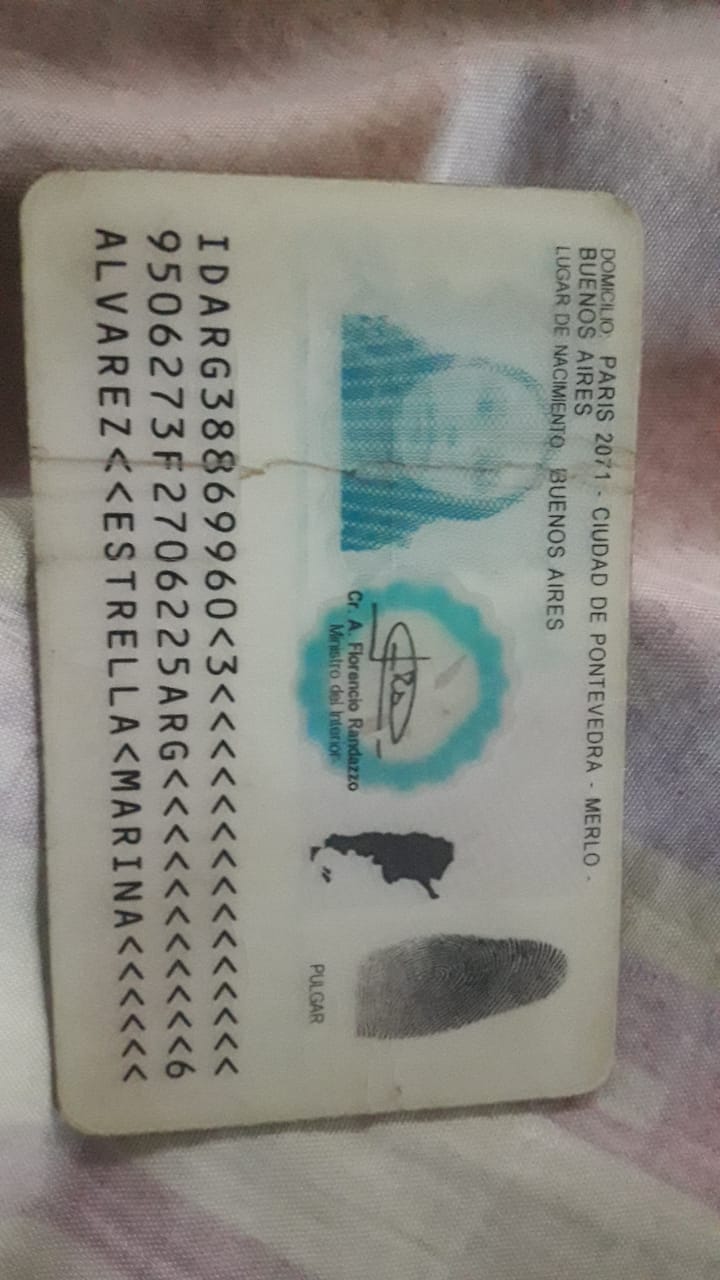 DOMICILIO: PARIS 2071 - CIUDAD DE PONTEVEDRA - MERLO -
BUENOS AIRES
LUGAR DE NACIMIENTO: BUENOS AIRES
Cr. A. Florencio Randazzo
Ministro del Interior
PULGAR
IDARG38869960<3<<<<<<<<<<<<<<<
9506273F2706225ARG<<<<<<<<<<<6
ALVAREZ<<ESTRELLA<MARINA<<<<<<